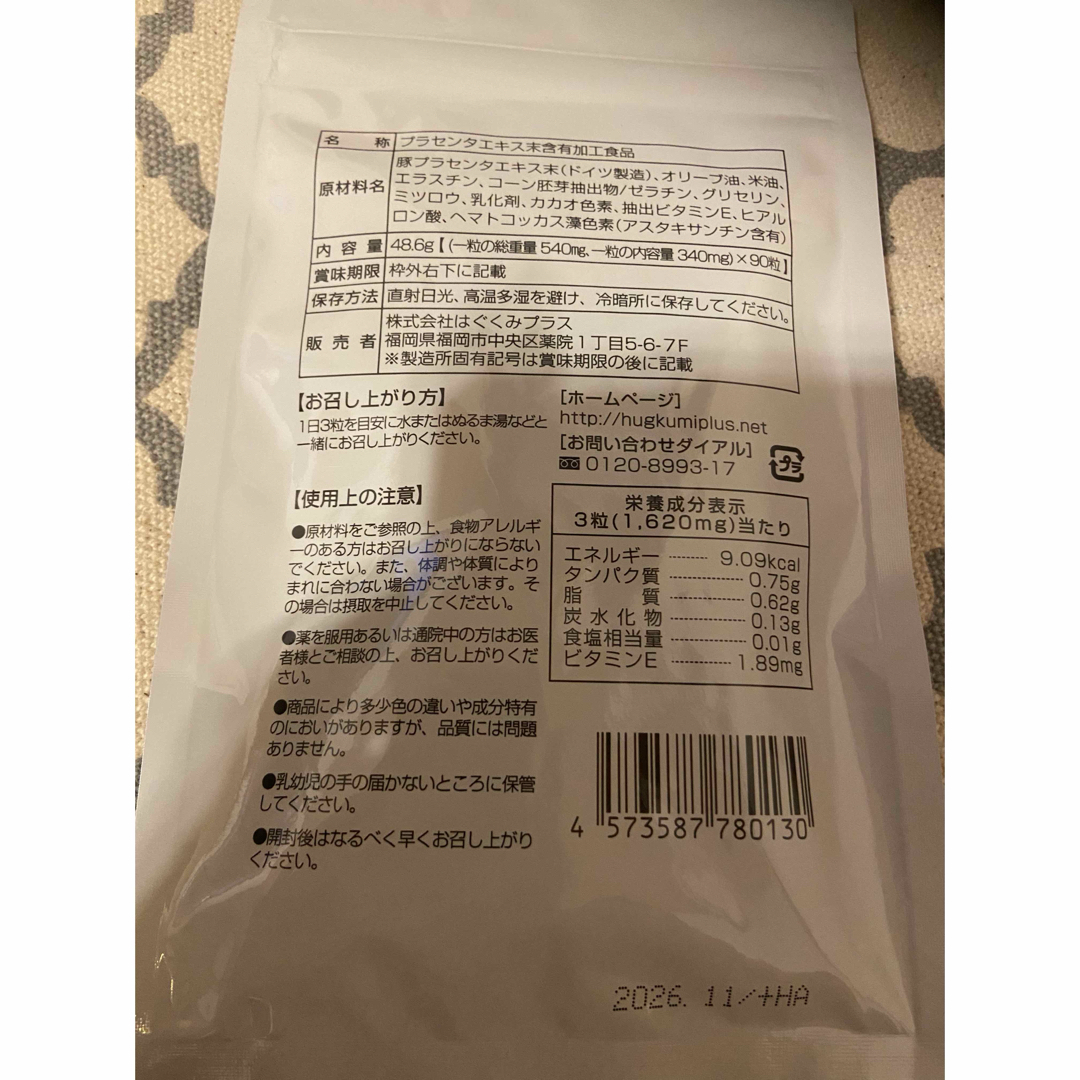 名称 プラセンタエキス末含有加工食品
原材料名 豚プラセンタエキス末(ドイツ製造)、オリーブ油、米油、
エラスチン、コーン胚芽抽出物/ゼラチン、グリセリン、
ミツロウ、乳化剤、カカオ色素、抽出ビタミンE、ヒアル
ロン酸、ヘマトコッカス藻色素(アスタキサンチン含有)
内容量 48.6g【(一粒の総重量 540mg、一粒の内容量 340mg)×90粒】
賞味期限 枠外右下に記載
保存方法 直射日光、高温多湿を避け、冷暗所に保存してください。
販売者 株式会社はぐくみプラス
福岡県福岡市中央区薬院1丁目5-6-7F
※製造所固有記号は賞味期限の後に記載
【お召し上がり方】
1日3粒を目安に水またはぬるま湯などと
一緒にお召し上がりください。
[ホームページ]
http://hugkumiplus.net
[お問い合わせダイアル]
0120-8993-17
プラ
【使用上の注意】
●原材料をご参照の上、食物アレルギ
ーのある方はお召し上がりにならない
でください。また、体調や体質により
まれに合わない場合がございます。そ
の場合は摂取を中止してください。
●薬を服用あるいは通院中の方はお医
者様とご相談の上、お召し上がりくだ
さい。
●商品により多少色の違いや成分特有
のにおいがありますが、品質には問題
ありません。
●乳幼児の手の届かないところに保管
してください。
●開封後はなるべく早くお召し上がり
ください。
栄養成分表示
3粒(1,620mg)当たり
エネルギー 9.09kcal
タンパク質 0.75g
脂質 0.62g
炭水化物 0.13g
食塩相当量 0.01g
ビタミンE 1.89mg
4 573587 780130
2026. 11/+HA